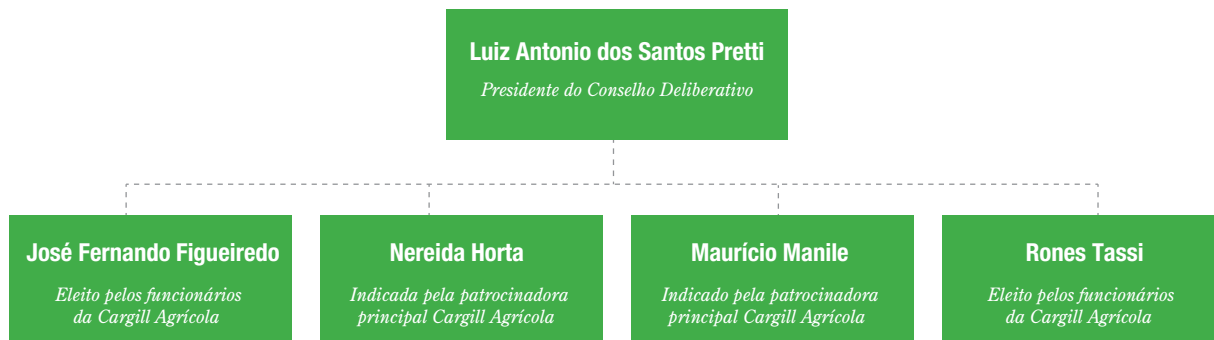 Luiz Antonio dos Santos Pretti
Presidente do Conselho Deliberativo
José Fernando Figueiredo
Eleito pelos funcionários
da Cargill Agrícola
Nereida Horta
Indicada pela patrocinadora
principal Cargill Agrícola
Maurício Manile
Indicado pela patrocinadora
principal Cargill Agrícola
Rones Tassi
Eleito pelos funcionários
da Cargill Agrícola